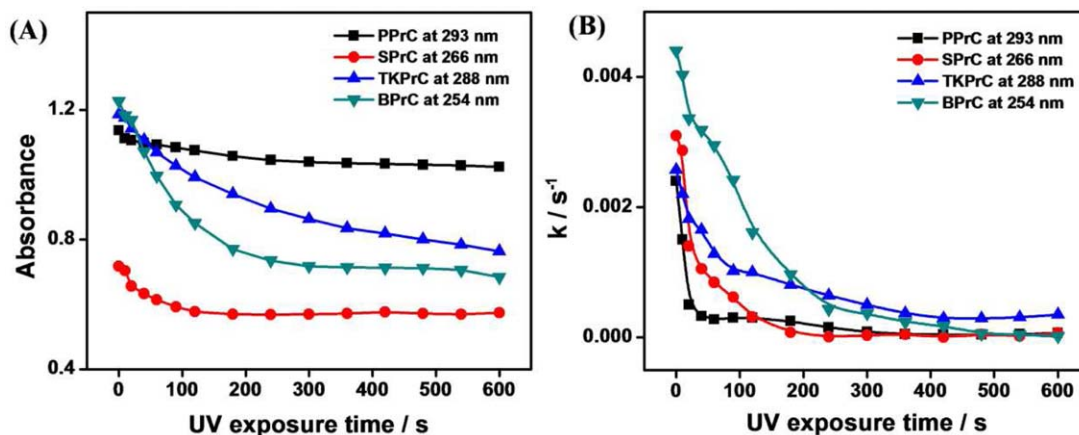 (A)
PPrC at 293 nm
SPrC at 266 nm
TKPrC at 288 nm
BPrC at 254 nm
1.2
0.8
0.4
Absorbance
0 100 200 300 400 500 600
UV exposure time / s
(B)
PPrC at 293 nm
SPrC at 266 nm
TKPrC at 288 nm
BPrC at 254 nm
0.004
0.002
0.000
k / s⁻¹
0 100 200 300 400 500 600
UV exposure time / s